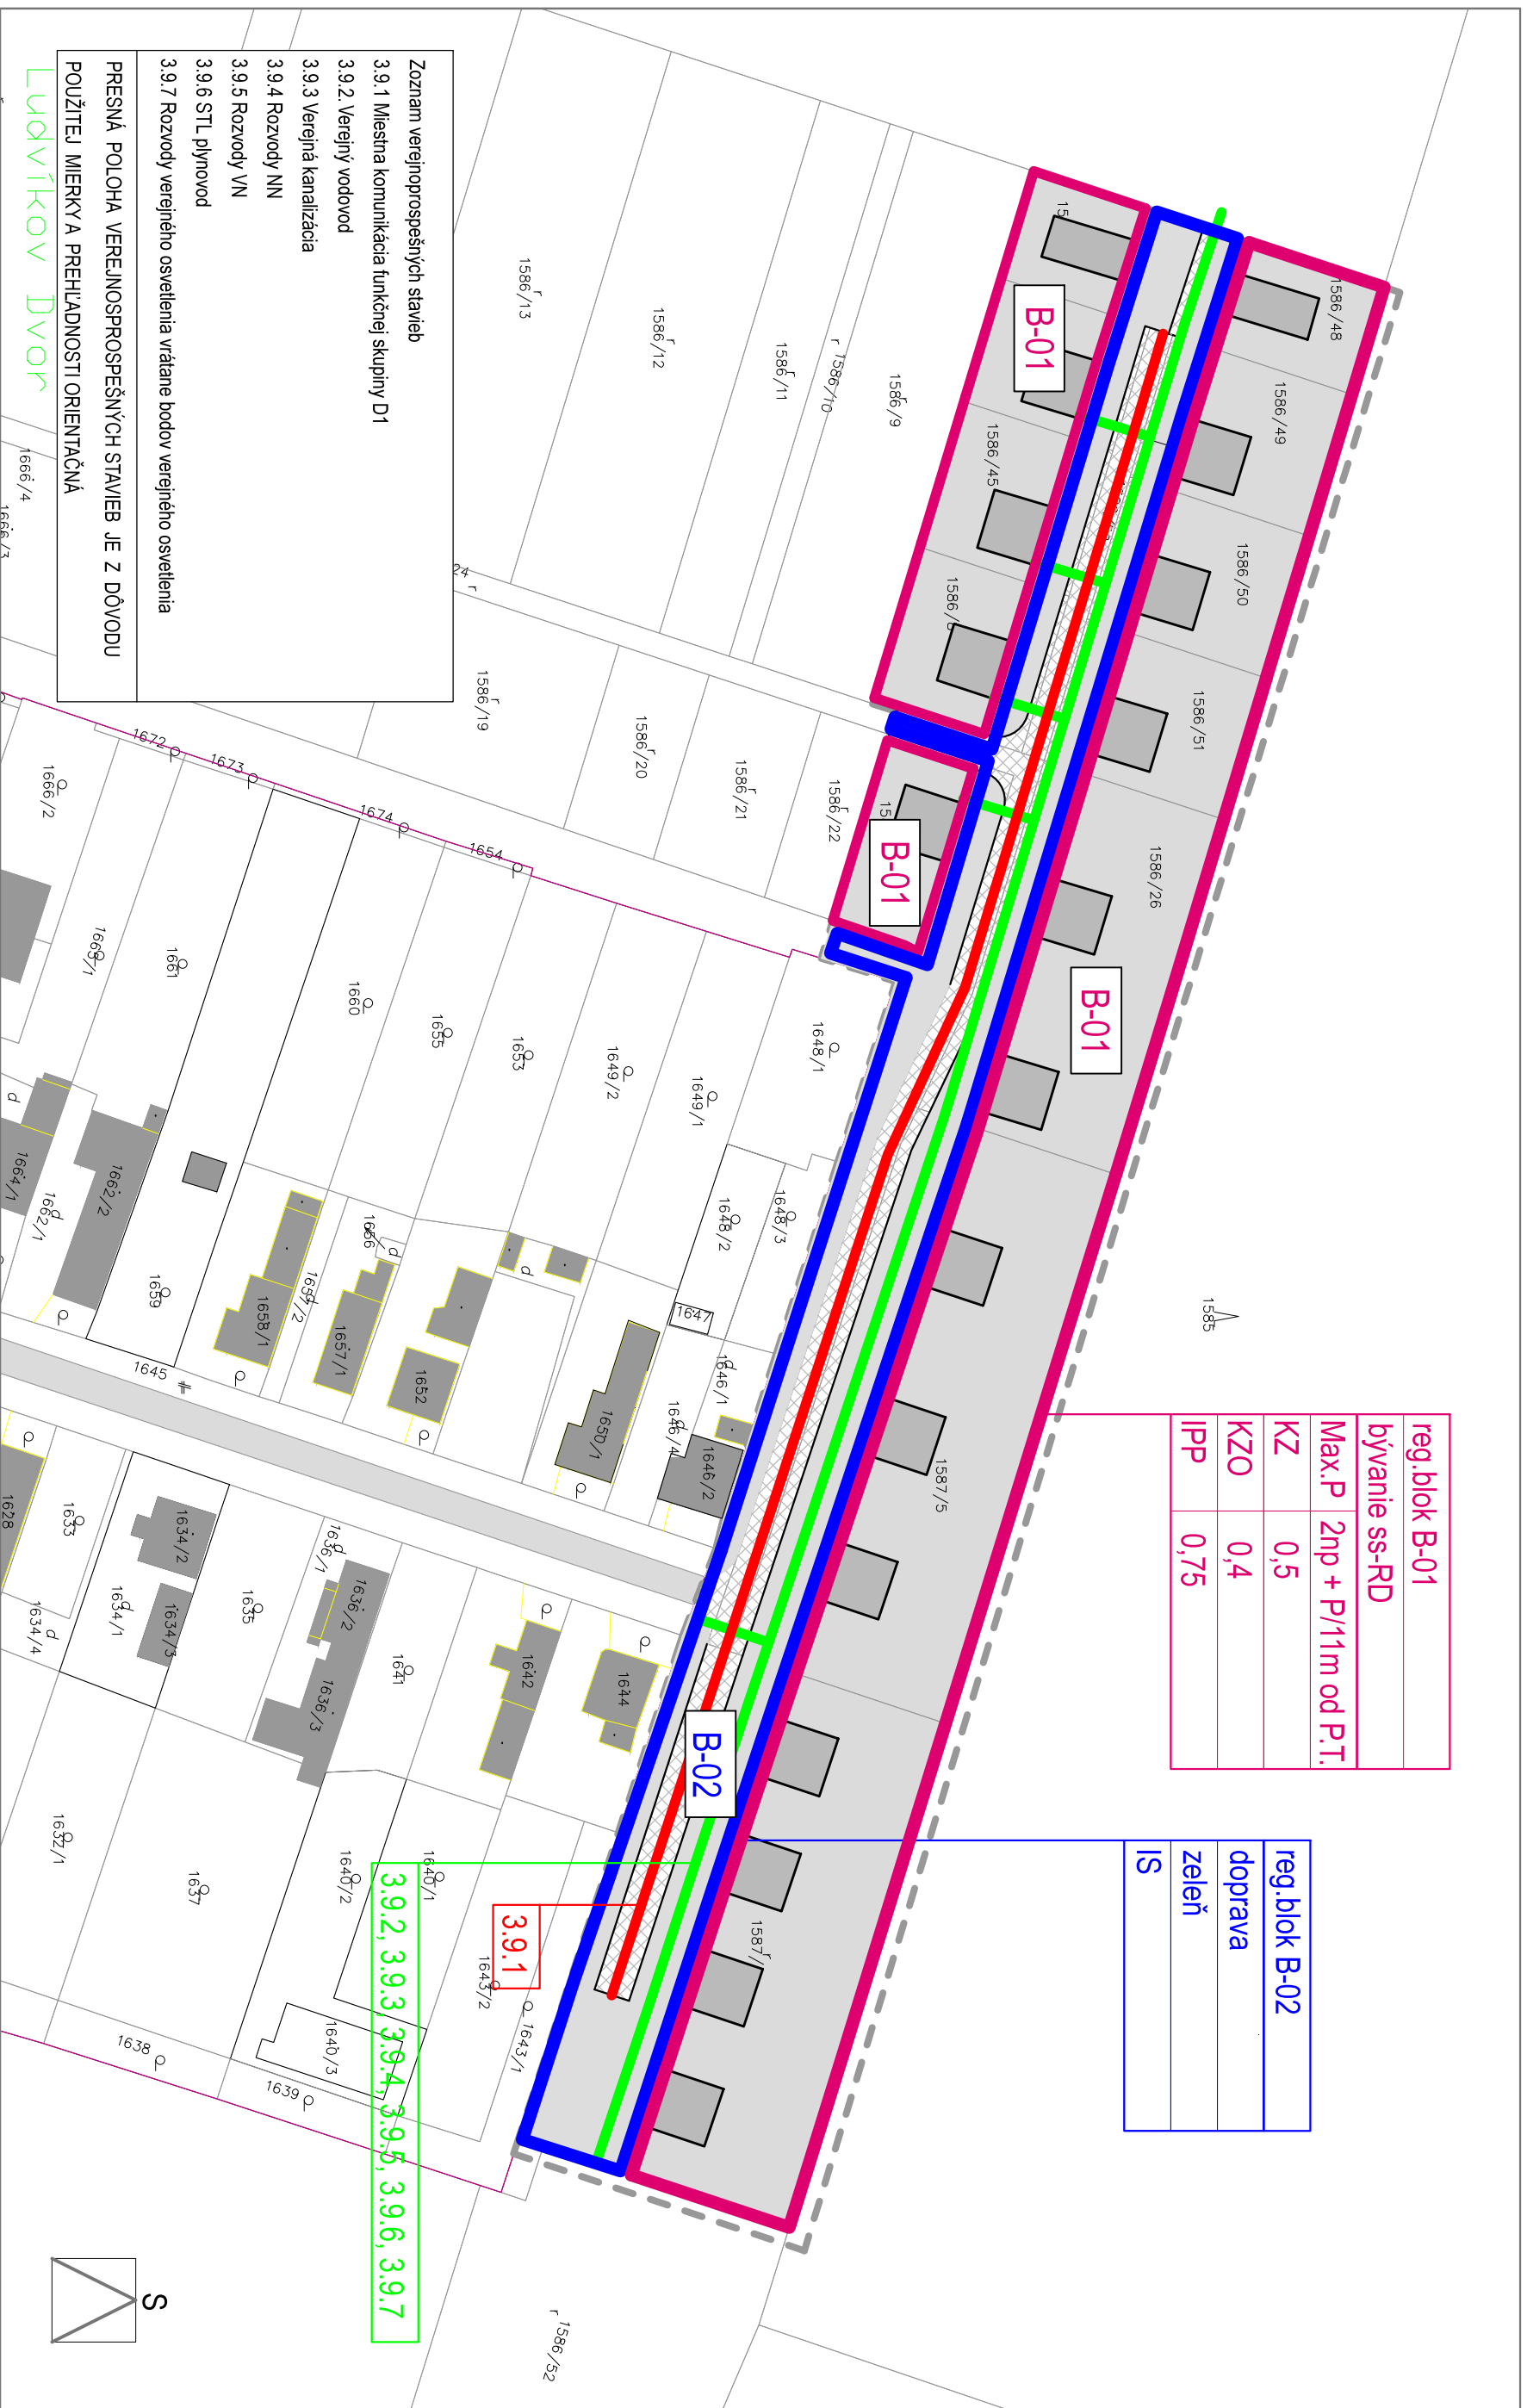 reg.blok B-01
bývanie ss-RD
Max.P 2np + P/11m od P.T.
KZ 0,5
KZO 0,4
IPP 0,75
reg.blok B-02
doprava
zeleň
IS
Zoznam verejnoprospešných stavieb
3.9.1 Miestna komunikácia funkčnej skupiny D1
3.9.2. Verejný vodovod
3.9.3 Verejná kanalizácia
3.9.4 Rozvody NN
3.9.5 Rozvody VN
3.9.6 STL plynovod
3.9.7 Rozvody verejného osvetlenia vrátane bodov verejného osvetlenia
PRESNÁ POLOHA VEREJNOSPROSPEŠNÝCH STAVIEB JE Z DÔVODU
POUŽITEJ MIERKY A PREHĽADNOSTI ORIENTAČNÁ
Ludvíkov Dvor
B-01
B-01
B-01
B-02
3.9.1
3.9.2, 3.9.3, 3.9.4, 3.9.5, 3.9.6, 3.9.7
S
1586/48
1586/49
1586/50
1586/51
1586/26
1585
1587/5
1586/45
1586/9
1586/10
1586/11
1586/12
1586/13
24
1586/19
1586/20
1586/21
1586/22
1672
1673
1674
1654
1666/4
1666/3
1666/2
1663/1
1661
1660
1655
1653
1649/2
1649/1
1648/1
1648/2
1648/3
1647
1646/1
1646/2
1646/4
1650/1
1652
1656
1657/1
1657/2
1658/1
1659
1662/2
1662/1
1664/1
1645
1628
1633
1634/2
1634/1
1634/3
1634/4
1635
1636/1
1636/2
1636/3
1641
1642
1644
1632/1
1637
1640/2
1640/1
1640/3
1643/2
1643/1
1638
1639
1586/52